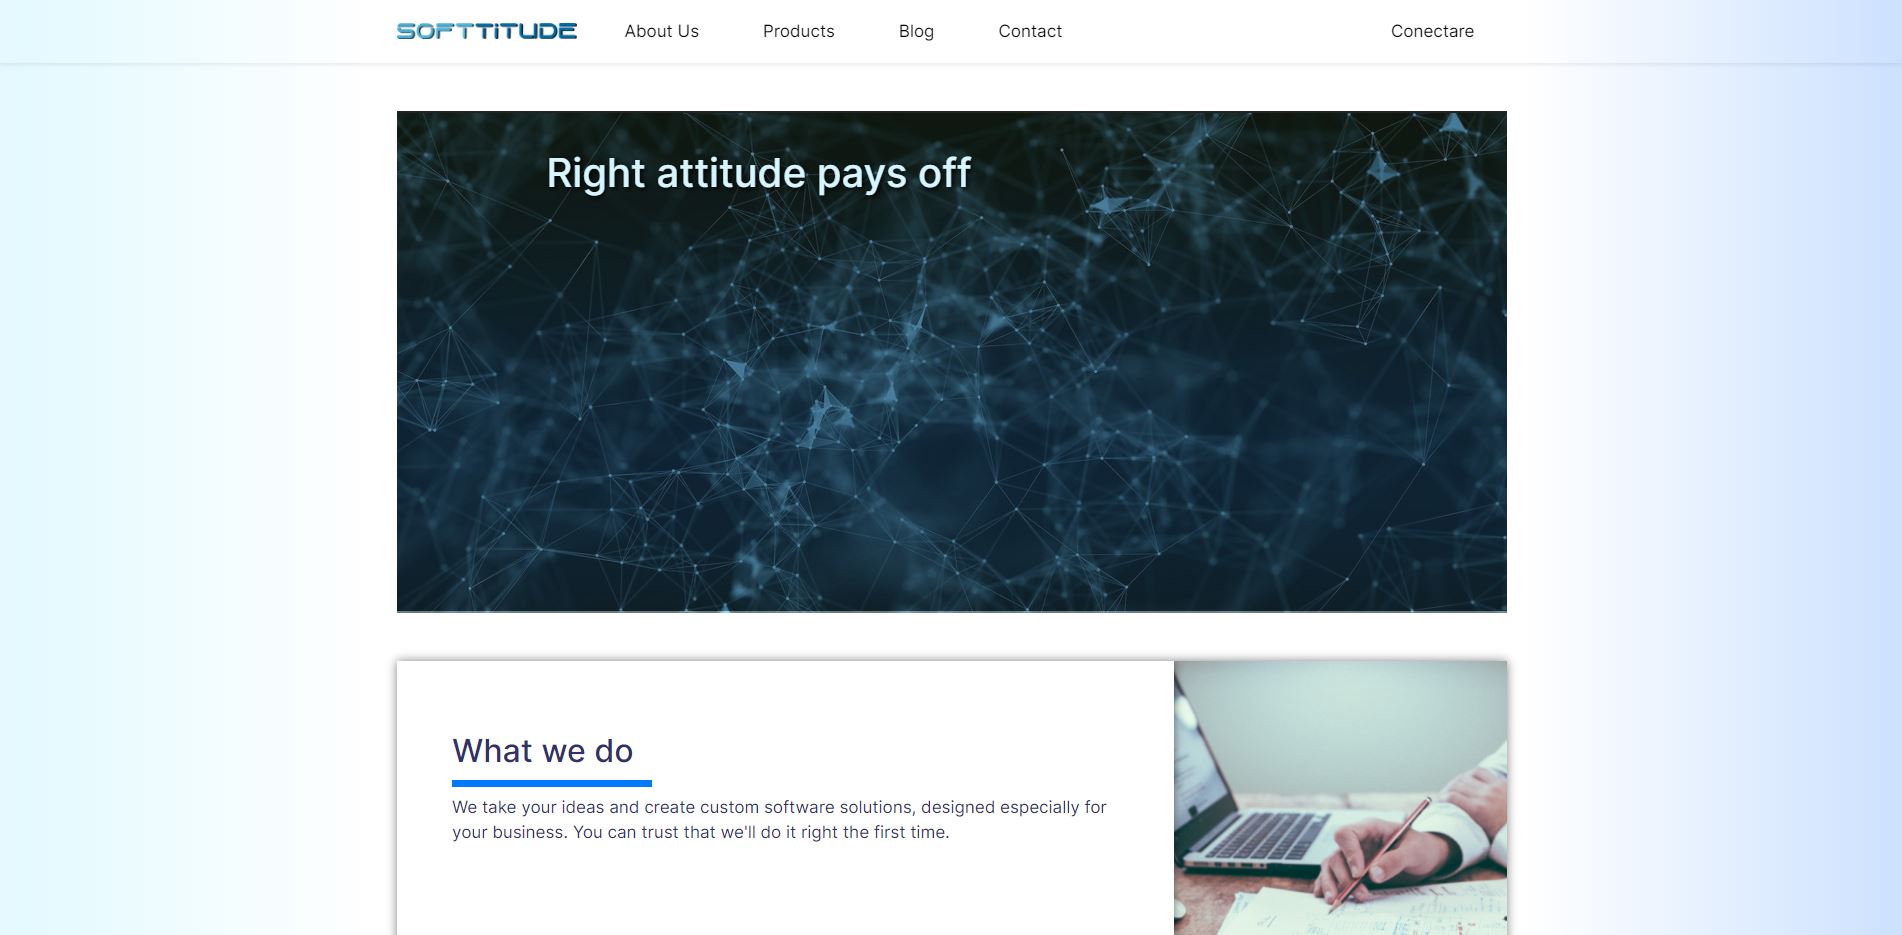 SOFTTiTUDE
About Us
Products
Blog
Contact
Conectare
Right attitude pays off
What we do
We take your ideas and create custom software solutions, designed especially for
your business. You can trust that we'll do it right the first time.